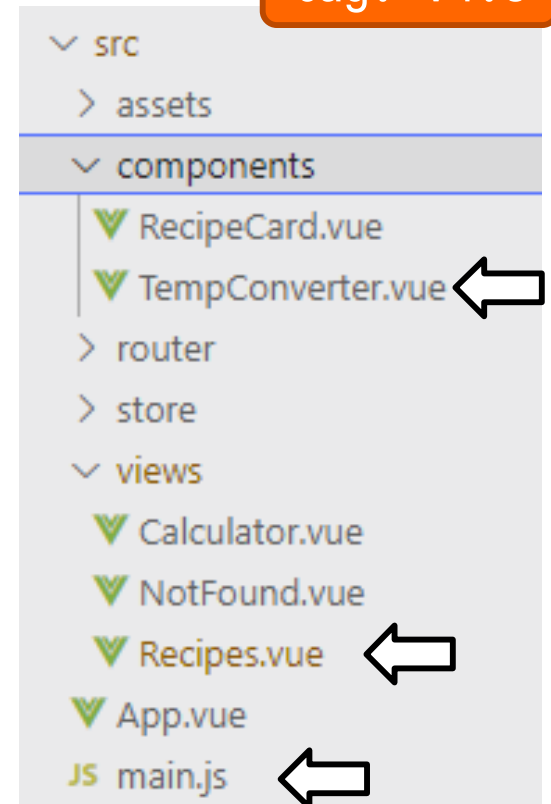 src
assets
components
RecipeCard.vue
TempConverter.vue
router
store
views
Calculator.vue
NotFound.vue
Recipes.vue
App.vue
JS main.js